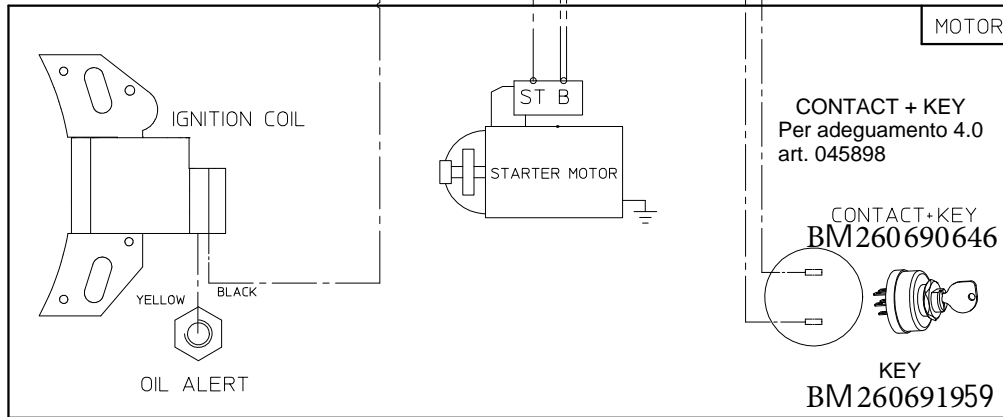 MOTOR
IGNITION COIL
ST B
STARTER MOTOR
YELLOW
BLACK
OIL ALERT
CONTACT + KEY
Per adeguamento 4.0
art. 045898
CONTACT+KEY
BM260690646
KEY
BM260691959